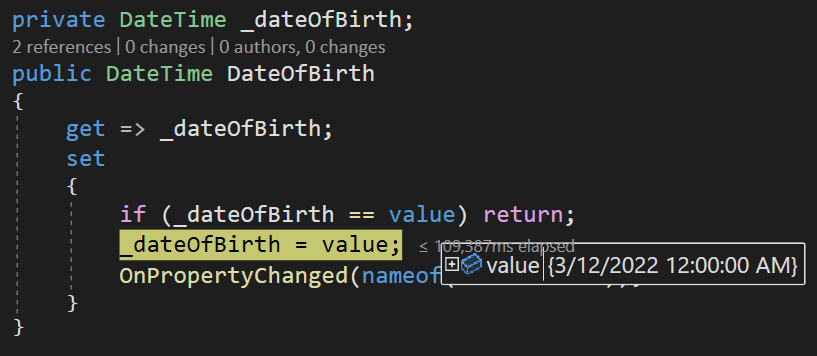 private DateTime _dateOfBirth;
2 references | 0 changes | 0 authors, 0 changes
public DateTime DateOfBirth
{
get => _dateOfBirth;
set
{
if (_dateOfBirth == value) return;
_dateOfBirth = value; ≤ 109,387ms elapsed
value {3/12/2022 12:00:00 AM}
OnPropertyChanged(nameof(
}
}